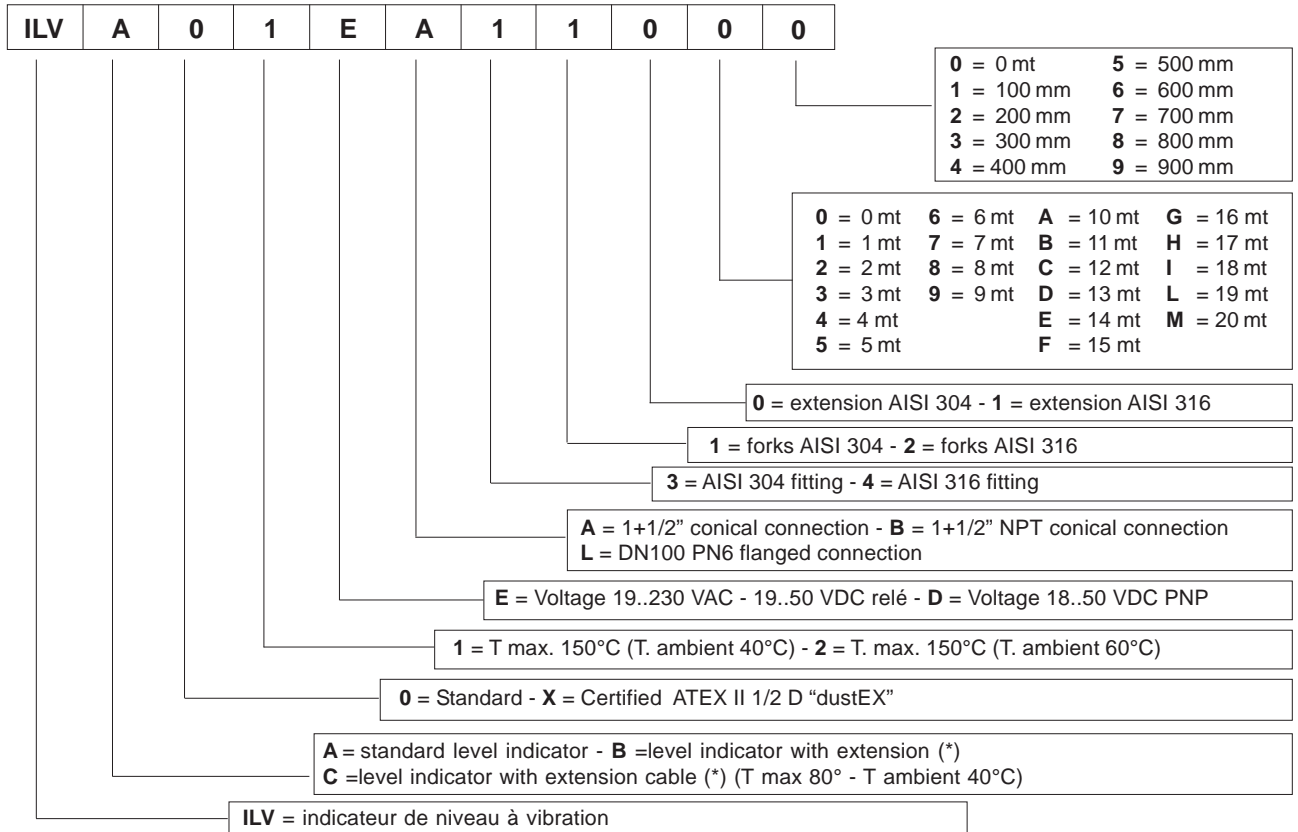 ILV A 0 1 E A 1 1 0 0 0
0 = 0 mt 5 = 500 mm
1 = 100 mm 6 = 600 mm
2 = 200 mm 7 = 700 mm
3 = 300 mm 8 = 800 mm
4 = 400 mm 9 = 900 mm
0 = 0 mt 6 = 6 mt A = 10 mt G = 16 mt
1 = 1 mt 7 = 7 mt B = 11 mt H = 17 mt
2 = 2 mt 8 = 8 mt C = 12 mt I = 18 mt
3 = 3 mt 9 = 9 mt D = 13 mt L = 19 mt
4 = 4 mt E = 14 mt M = 20 mt
5 = 5 mt F = 15 mt
0 = extension AISI 304 - 1 = extension AISI 316
1 = forks AISI 304 - 2 = forks AISI 316
3 = AISI 304 fitting - 4 = AISI 316 fitting
A = 1+1/2” conical connection - B = 1+1/2” NPT conical connection
L = DN100 PN6 flanged connection
E = Voltage 19..230 VAC - 19..50 VDC relé - D = Voltage 18..50 VDC PNP
1 = T max. 150°C (T. ambient 40°C) - 2 = T. max. 150°C (T. ambient 60°C)
0 = Standard - X = Certified ATEX II 1/2 D “dustEX”
A = standard level indicator - B =level indicator with extension (*)
C =level indicator with extension cable (*) (T max 80° - T ambient 40°C)
ILV = indicateur de niveau à vibration